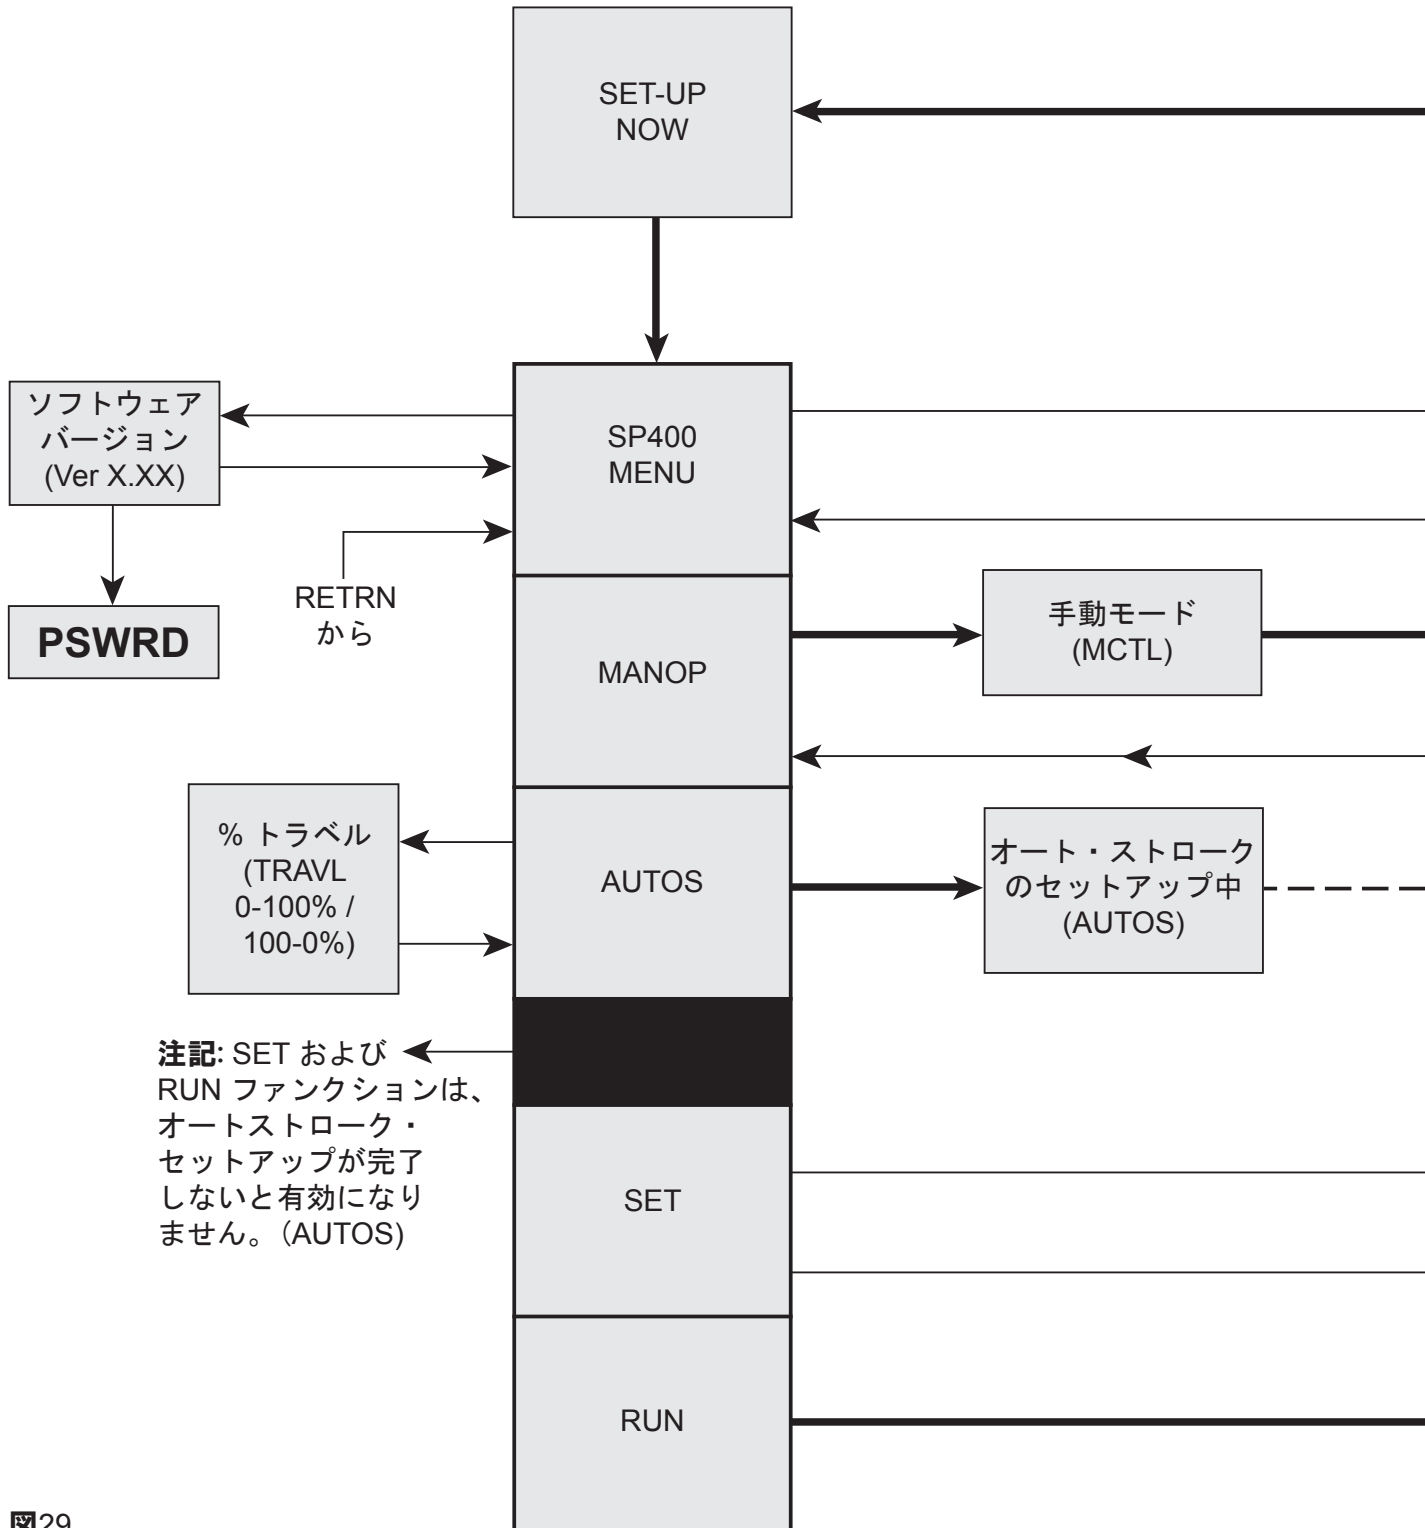 SET-UP
NOW
ソフトウェア
バージョン
(Ver X.XX)
SP400
MENU
RETRN
から
PSWRD
MANOP
手動モード
(MCTL)
% トラベル
(TRAVL
0-100% /
100-0%)
AUTOS
オート・ストローク
のセットアップ中
(AUTOS)
注記: SET および
RUN ファンクションは、
オートストローク・
セットアップが完了
しないと有効になり
ません。（AUTOS)
SET
RUN
図29